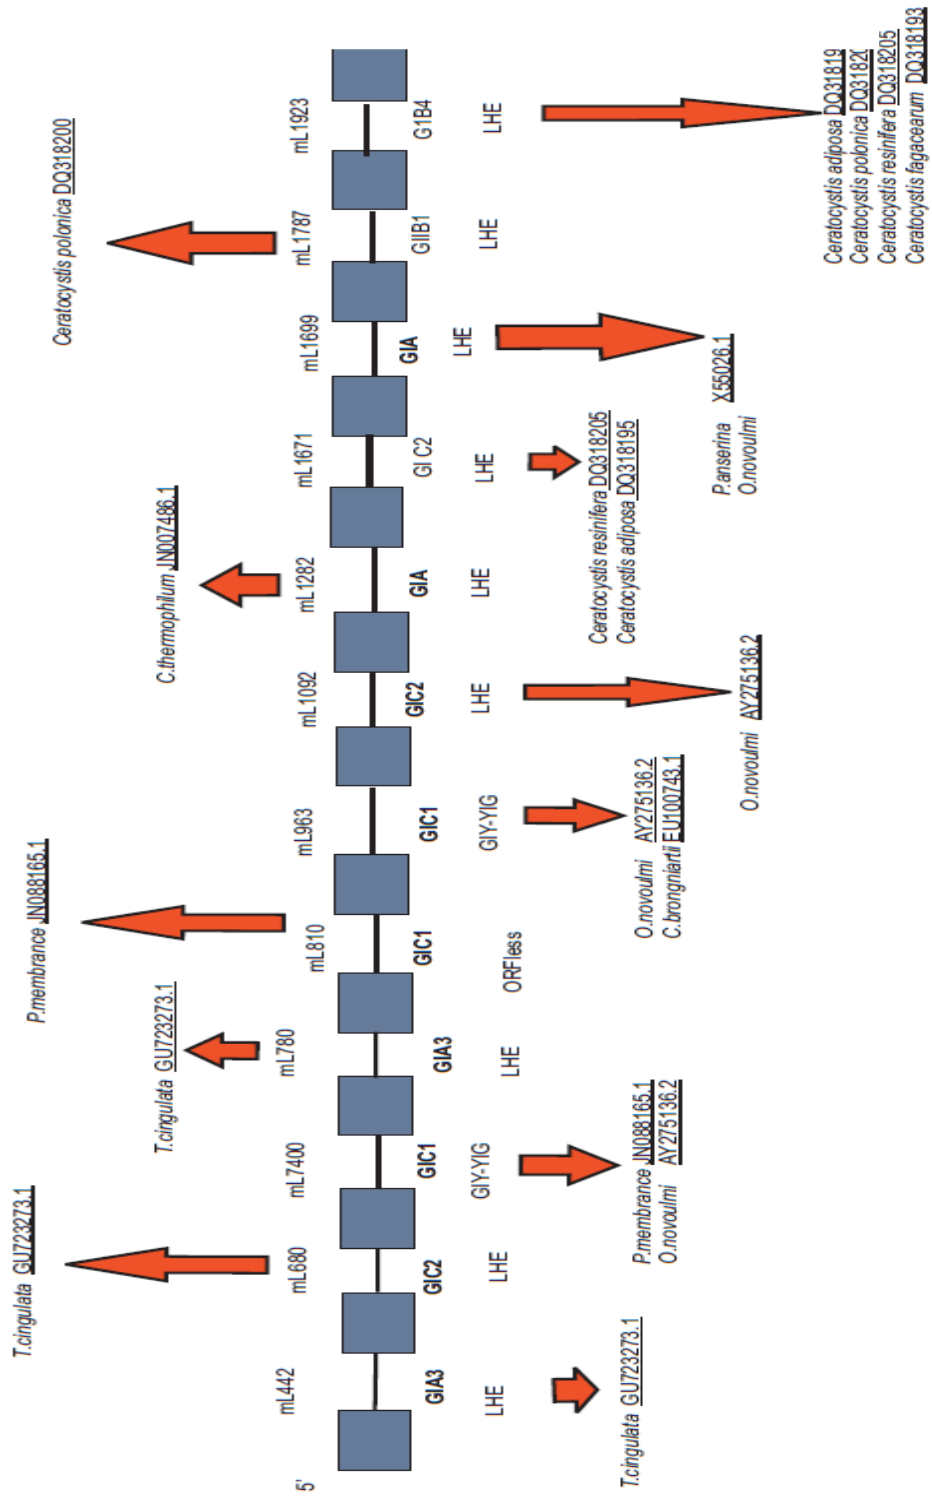 T.cingulata GU723273.1
P.membrance JN088165.1
Ceratocystis polonica DQ318200
T.cingulata GU723273.1
C.thermophilum JN007486.1
5'
mL442
mL680
mL7400
mL780
mL810
mL963
mL1092
mL1282
mL1671
mL1699
mL1787
mL1923
GIA3
GIC2
GIC1
GIA3
GIC1
GIC1
GIC2
GIA
GI C2
GIA
GIIB1
G1B4
LHE
LHE
GIY-YIG
LHE
ORFless
GIY-YIG
LHE
LHE
LHE
LHE
LHE
LHE
T.cingulata GU723273.1
P.membrance JN088165.1
O.novoulmi AY275136.2
O.novoulmi AY275136.2
C.brongniartii EU100743.1
O.novoulmi AY275136.2
Ceratocystis resinifera DQ318205
Ceratocystis adiposa DQ318195
P.anserina X55026.1
O.novoulmi
Ceratocystis adiposa DQ31819
Ceratocystis polonica DQ3182
Ceratocystis resinifera DQ318205
Ceratocystis fagacearum DQ318193